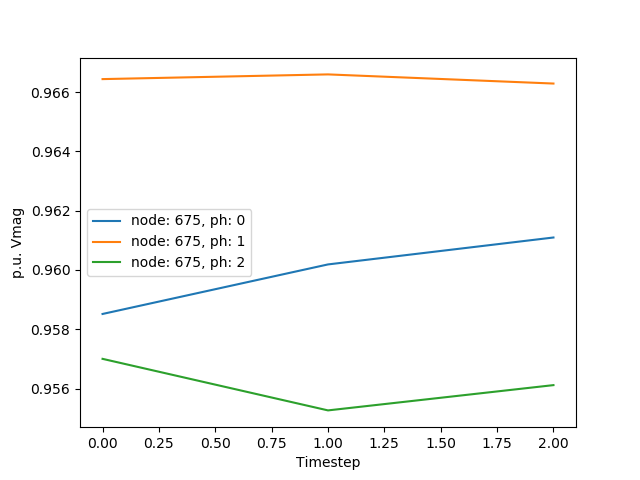 0.966
0.964
0.962
0.960
0.958
0.956
p.u. Vmag
node: 675, ph: 0
node: 675, ph: 1
node: 675, ph: 2
0.00 0.25 0.50 0.75 1.00 1.25 1.50 1.75 2.00
Timestep